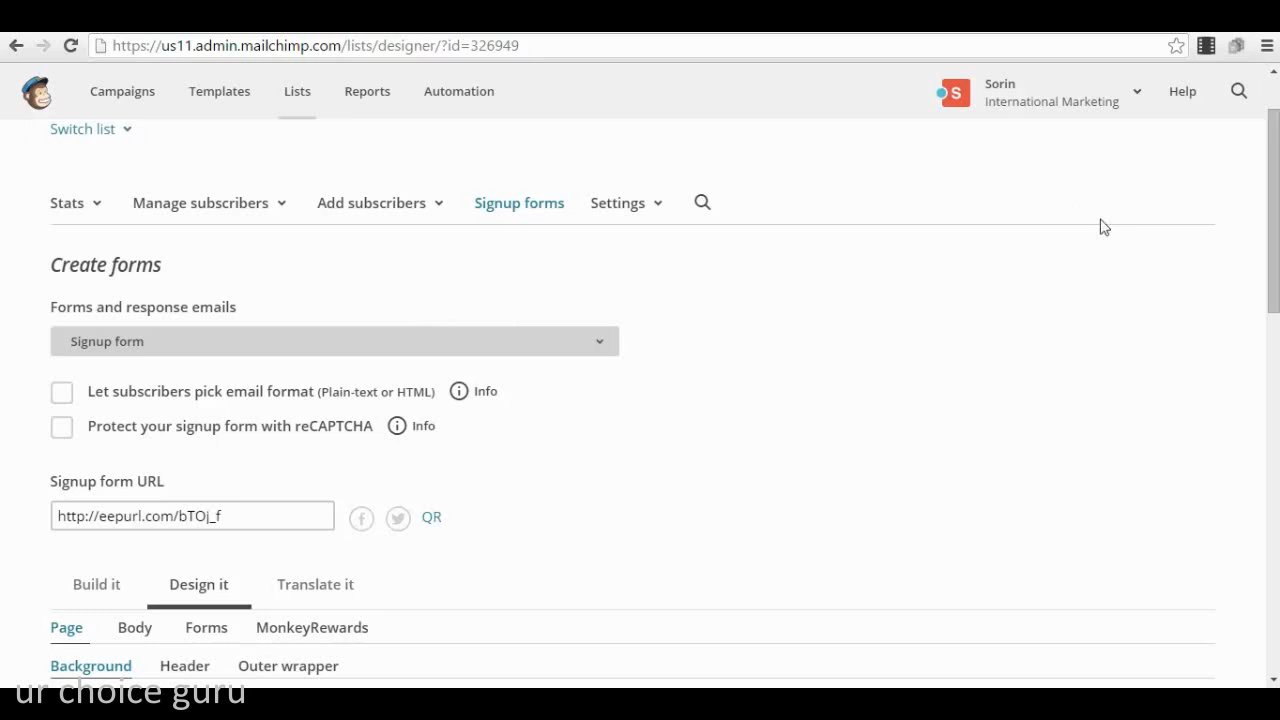 https://us11.admin.mailchimp.com/lists/designer/?id=326949
Campaigns Templates Lists Reports Automation
Sorin
International Marketing
Help
Switch list
Stats Manage subscribers Add subscribers Signup forms Settings
Create forms
Forms and response emails
Signup form
Let subscribers pick email format (Plain-text or HTML) Info
Protect your signup form with reCAPTCHA Info
Signup form URL
http://eepurl.com/bTOj_f QR
Build it Design it Translate it
Page Body Forms MonkeyRewards
Background Header Outer wrapper
ur choice guru